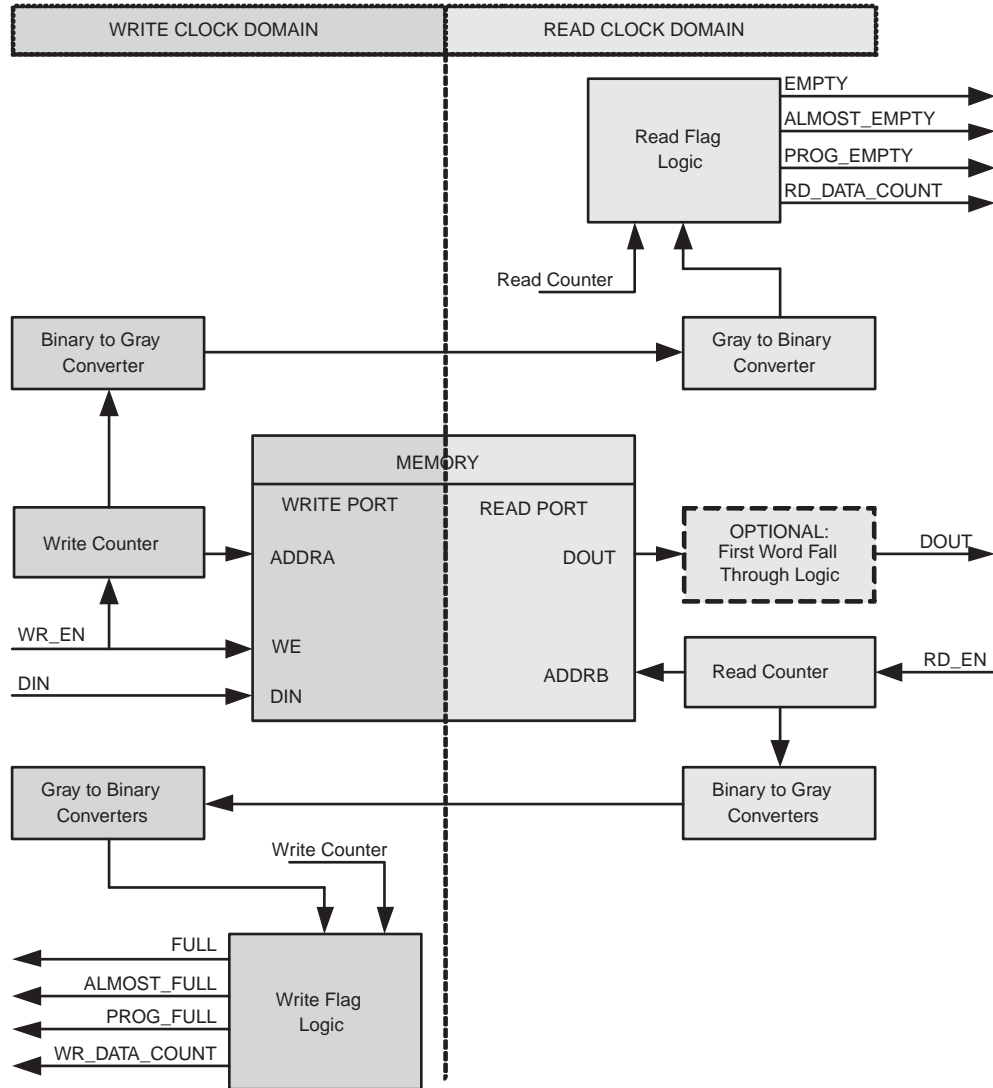 WRITE CLOCK DOMAIN
READ CLOCK DOMAIN
Read Flag
Logic
EMPTY
ALMOST_EMPTY
PROG_EMPTY
RD_DATA_COUNT
Read Counter
Binary to Gray
Converter
Gray to Binary
Converter
MEMORY
WRITE PORT
READ PORT
Write Counter
ADDRA
DOUT
OPTIONAL:
First Word Fall
Through Logic
DOUT
WR_EN
WE
DIN
DIN
ADDRB
Read Counter
RD_EN
Gray to Binary
Converters
Binary to Gray
Converters
Write Counter
FULL
ALMOST_FULL
PROG_FULL
WR_DATA_COUNT
Write Flag
Logic